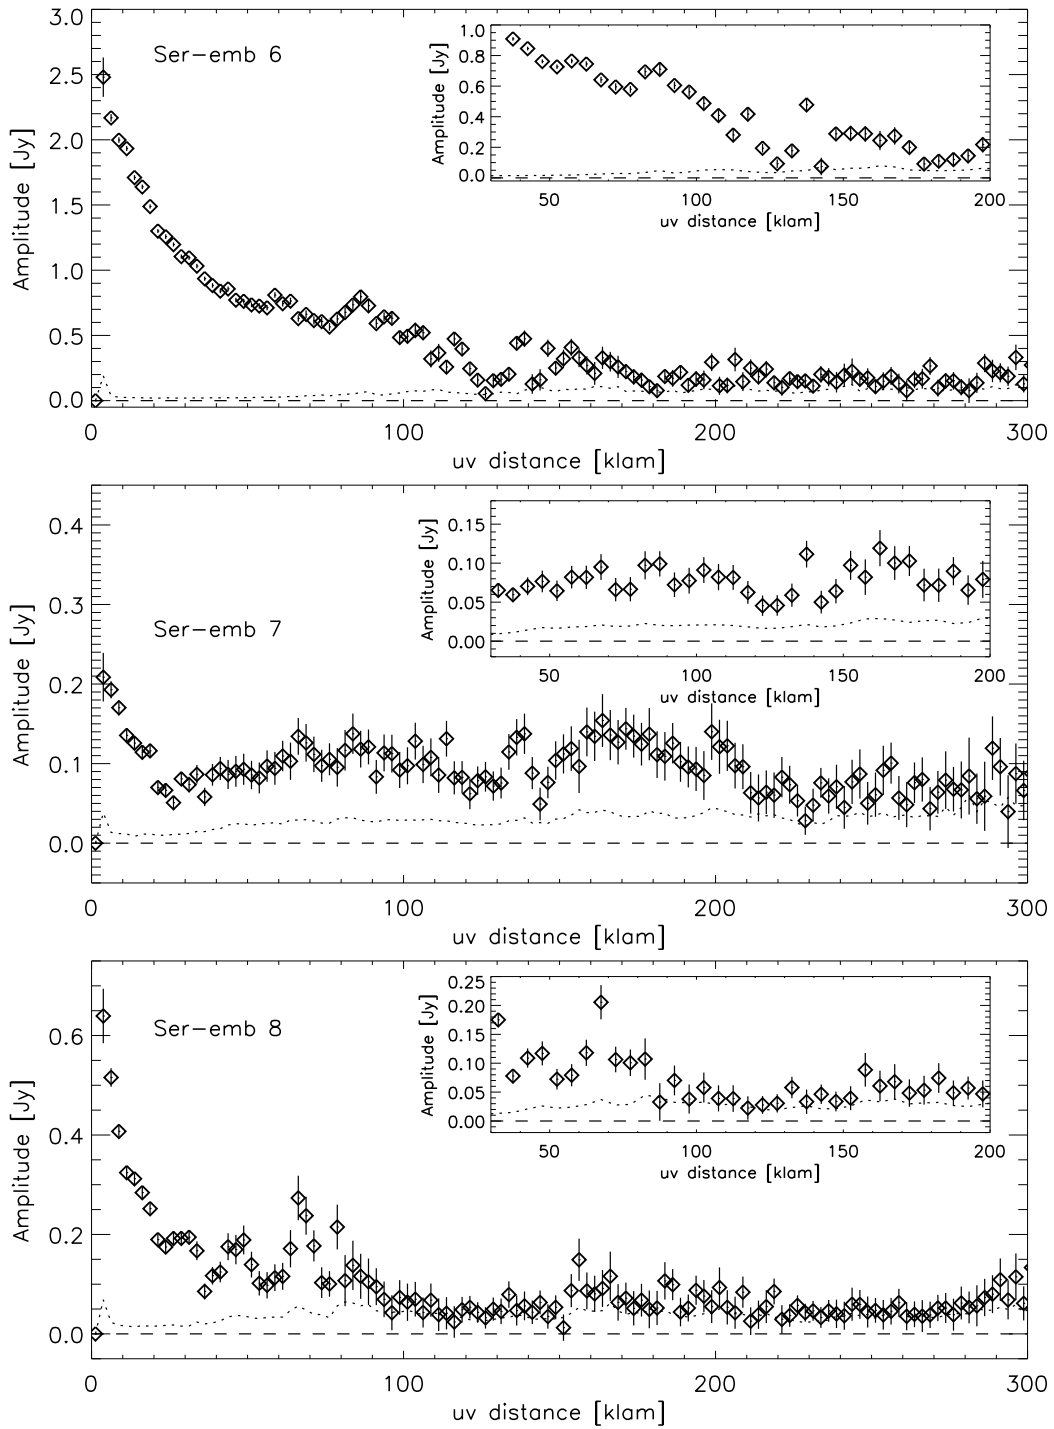 Ser-emb 6
Amplitude [Jy]
3.0
2.5
2.0
1.5
1.0
0.5
0.0
0 100 200 300
uv distance [klam]
Amplitude [Jy]
1.0
0.8
0.6
0.4
0.2
0.0
50 100 150 200
uv distance [klam]
Ser-emb 7
Amplitude [Jy]
0.4
0.3
0.2
0.1
0.0
0 100 200 300
uv distance [klam]
Amplitude [Jy]
0.15
0.10
0.05
0.00
50 100 150 200
uv distance [klam]
Ser-emb 8
Amplitude [Jy]
0.6
0.4
0.2
0.0
0 100 200 300
uv distance [klam]
Amplitude [Jy]
0.25
0.20
0.15
0.10
0.05
0.00
50 100 150 200
uv distance [klam]